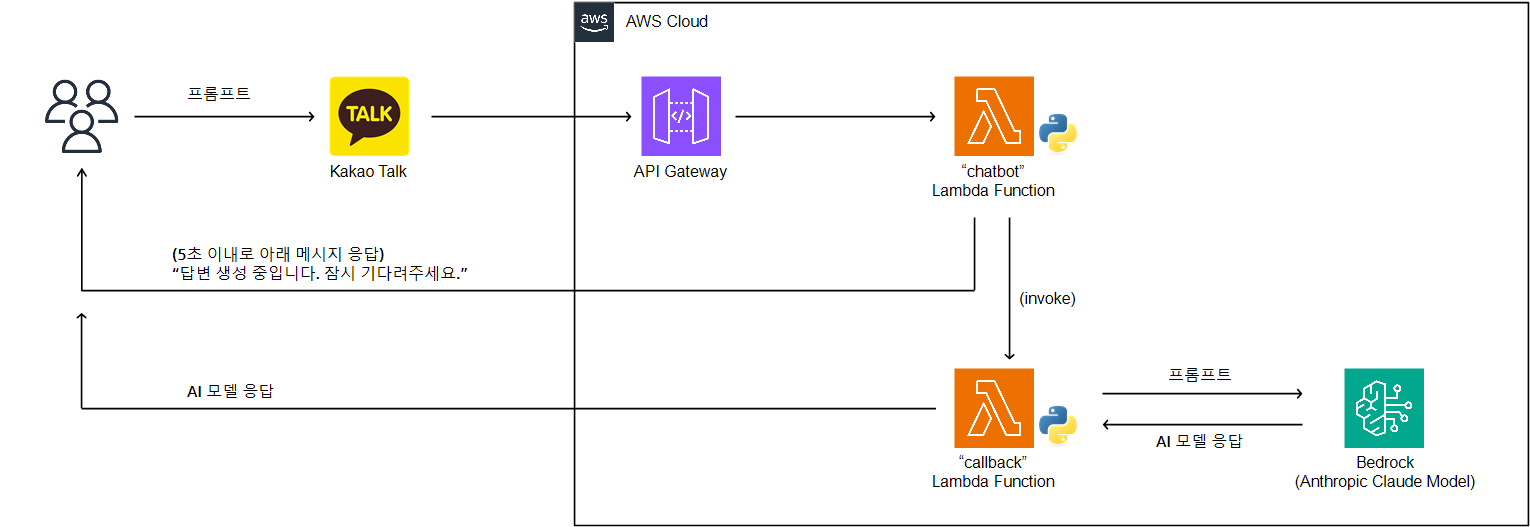 aws
AWS Cloud
프롬프트
TALK
Kakao Talk
</>
API Gateway
“chatbot”
Lambda Function
(5초 이내로 아래 메시지 응답)
“답변 생성 중입니다. 잠시 기다려주세요.”
(invoke)
AI 모델 응답
프롬프트
AI 모델 응답
“callback”
Lambda Function
Bedrock
(Anthropic Claude Model)